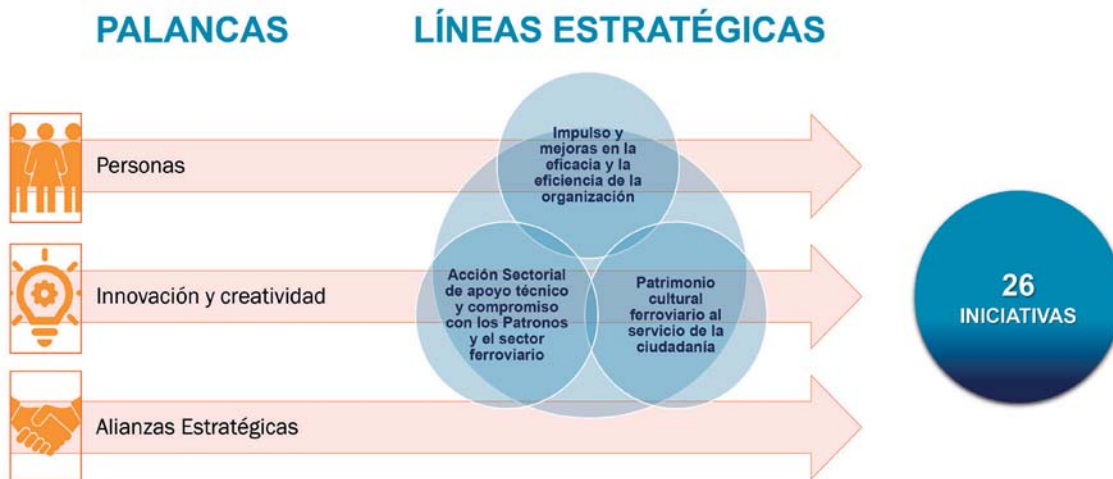 PALANCAS
LÍNEAS ESTRATÉGICAS
Personas
Innovación y creatividad
Alianzas Estratégicas
Impulso y
mejoras en la
eficacia y la
eficiencia de la
organización
Acción Sectorial
de apoyo técnico
y compromiso
con los Patronos
y el sector
ferroviario
Patrimonio
cultural
ferroviario al
servicio de la
ciudadanía
26
INICIATIVAS